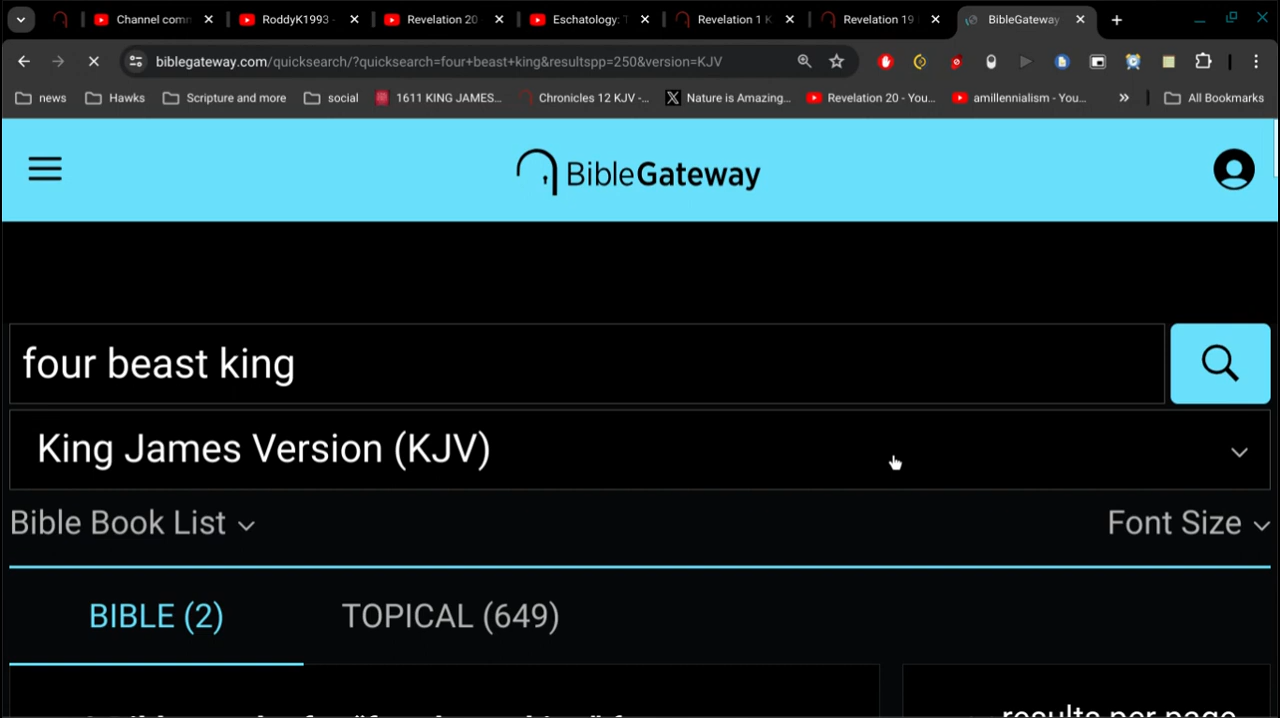 Channel comm
RoddyK1993 -
Revelation 20
Eschatology: T
Revelation 1 K
Revelation 19
BibleGateway
biblegateway.com/quicksearch/?quicksearch=four+beast+king&resultspp=250&version=KJV
news
Hawks
Scripture and more
social
1611 KING JAMES...
Chronicles 12 KJV -...
Nature is Amazing...
Revelation 20 - You...
amillennialism - You...
All Bookmarks
BibleGateway
four beast king
King James Version (KJV)
Bible Book List
Font Size
BIBLE (2)
TOPICAL (649)
results per page